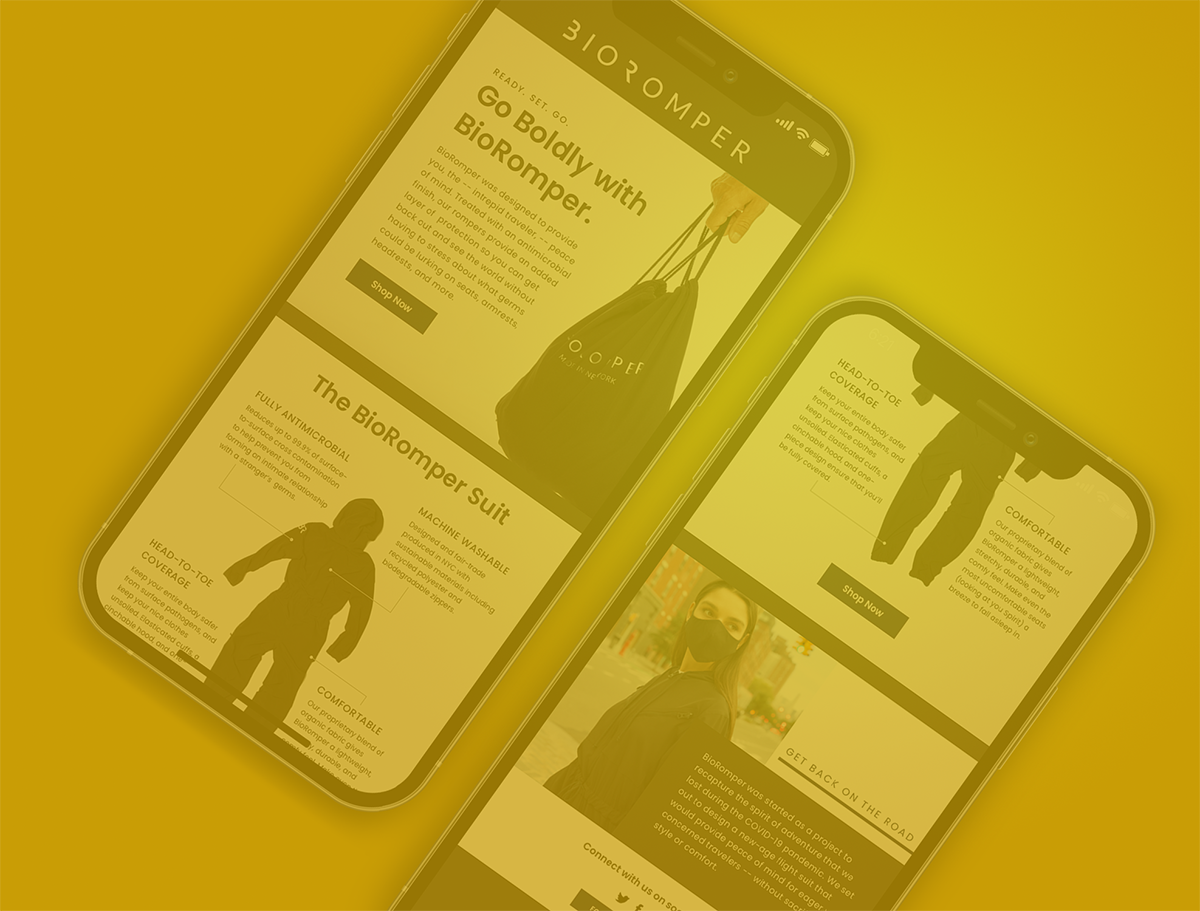 BIOROMPER
READY. SET. GO.
Go Boldly with
BioRomper.
BioRomper was designed to provide
you, the -- intrepid traveler, -- peace
of mind. Treated with an antimicrobial
finish, our rompers provide an added
layer of protection so you can get
back out and see the world without
having to stress about what germs
could be lurking on seats, armrests,
headrests, and more.
Shop Now
The BioRomper Suit
FULLY ANTIMICROBIAL
Reduces up to 99.9% of surface-
to-surface cross contamination
to help prevent you from
forming an intimate relationship
with a stranger's germs.
MACHINE WASHABLE
Designed and fair-trade
produced in NYC with
sustainable materials including
recycled polyester and
biodegradable zippers.
HEAD-TO-TOE
COVERAGE
Keep your entire body safer
from surface pathogens, and
keep your nice clothes
unsoiled. Elasticated cuffs, a
cinchable hood, and one-
COMFORTABLE
Our proprietary blend of
organic fabric gives
BioRomper a lightweight,
durable, and
HEAD-TO-TOE
COVERAGE
Keep your entire body safer
from surface pathogens, and
keep your nice clothes
unsoiled. Elasticated cuffs, a
cinchable hood, and one-
piece design ensure that you'll
be fully covered.
COMFORTABLE
Our proprietary blend of
organic fabric gives
BioRomper a lightweight,
stretchy, durable, and
comfy feel. Make even the
most uncomfortable seats
(looking at you Spirit) a
breeze to fall asleep in.
Shop Now
GET BACK ON THE ROAD
BioRomper was started as a project to
recapture the spirit of adventure that we
lost during the COVID-19 pandemic. We set
out to design a new-age flight suit that
would provide peace of mind for eager,
concerned travelers -- without
style or comfort.
Connect with us on